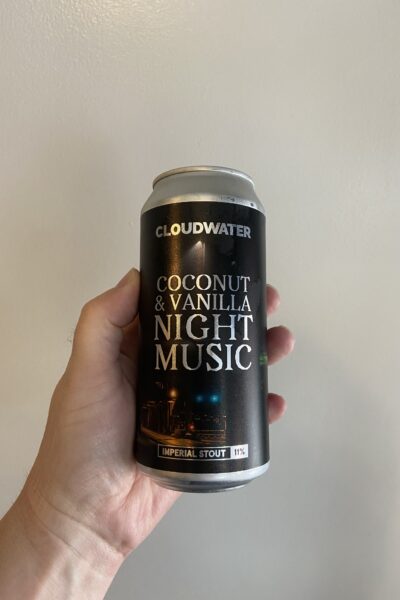 CLOUDWATER
COCONUT
& VANILLA
NIGHT
MUSIC
IMPERIAL STOUT 11%